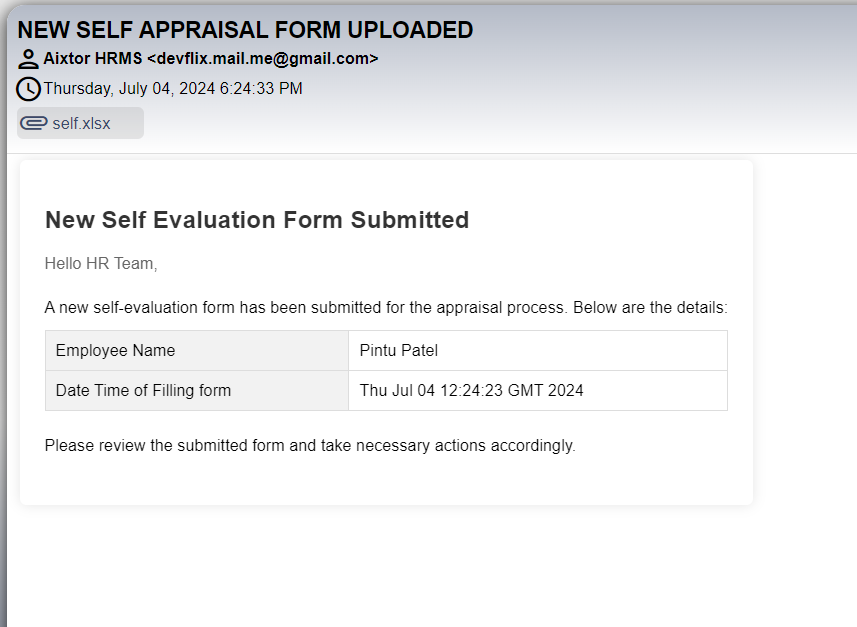 NEW SELF APPRAISAL FORM UPLOADED
Aixtor HRMS <devflix.mail.me@gmail.com>
Thursday, July 04, 2024 6:24:33 PM
self.xlsx
New Self Evaluation Form Submitted
Hello HR Team,
A new self-evaluation form has been submitted for the appraisal process. Below are the details:
Employee Name Pintu Patel
Date Time of Filling form Thu Jul 04 12:24:23 GMT 2024
Please review the submitted form and take necessary actions accordingly.